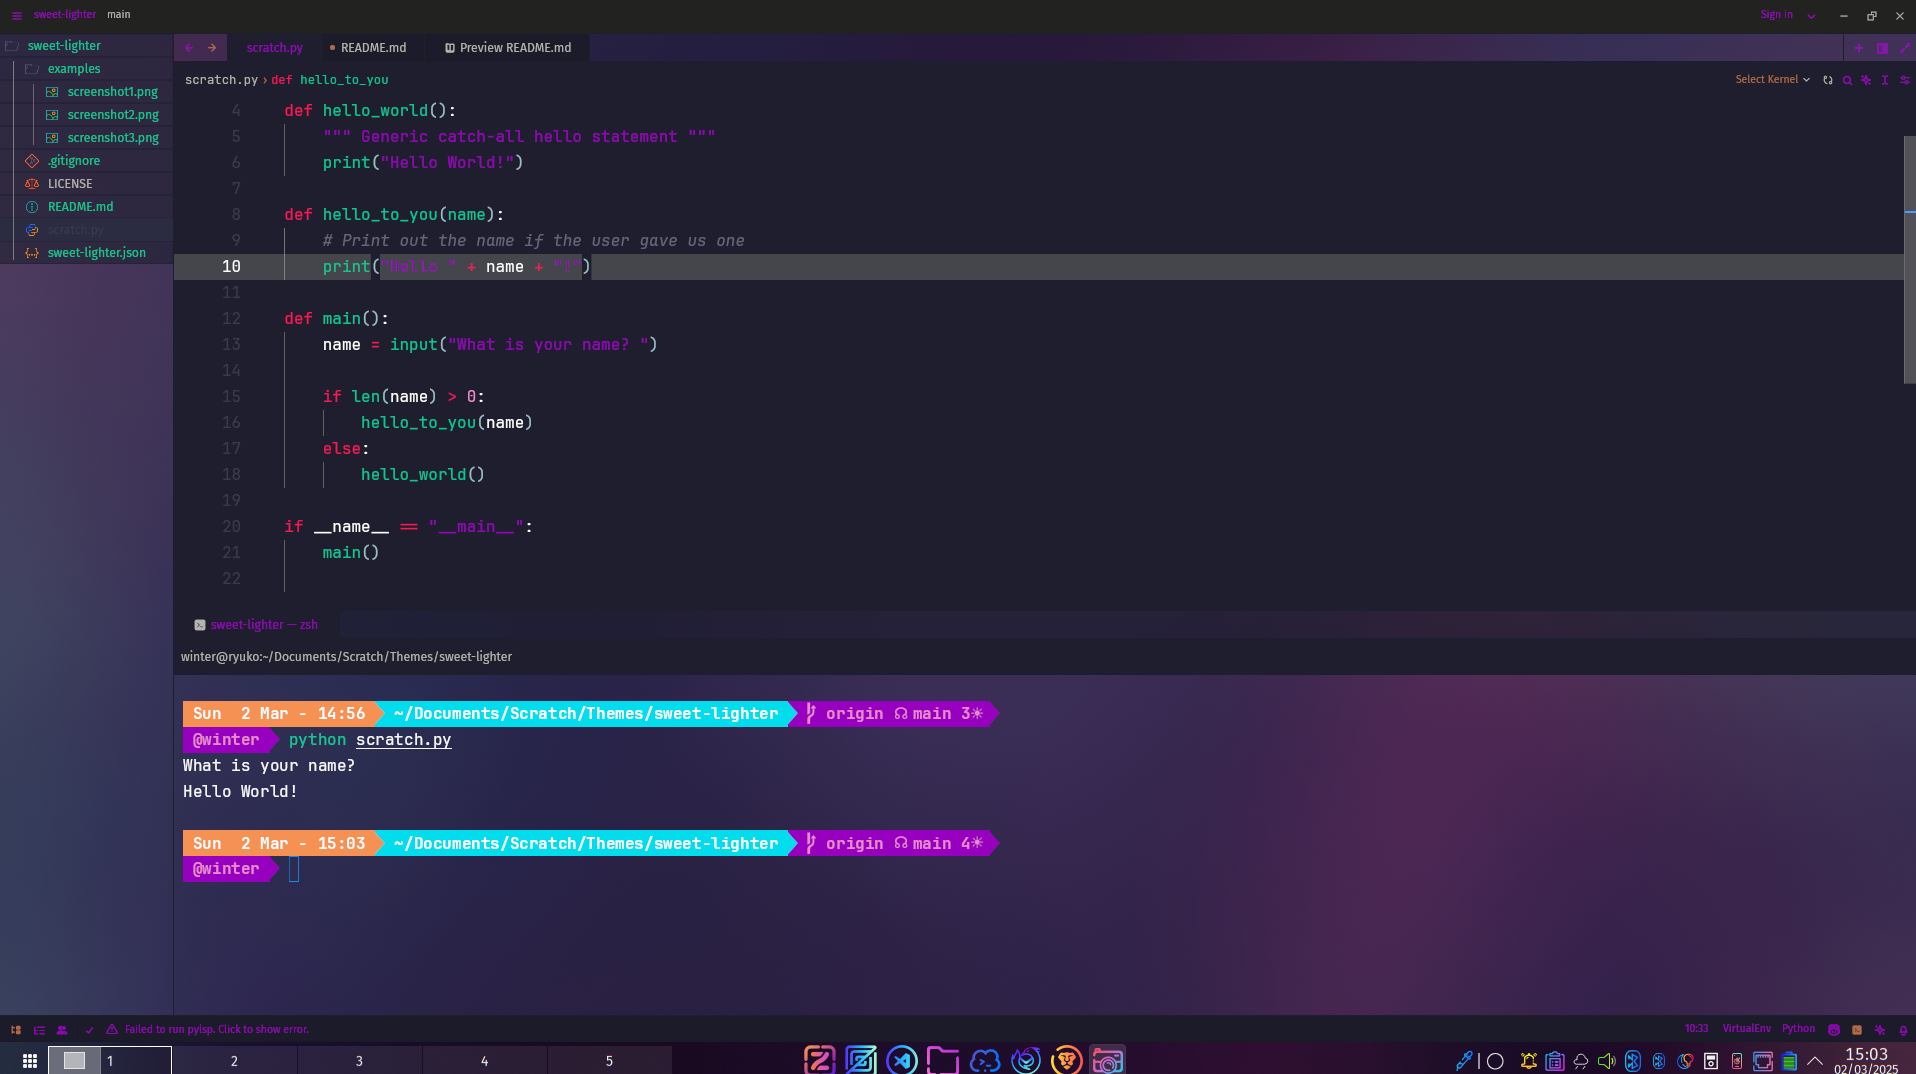 sweet-lighter main
Sign in
sweet-lighter
examples
screenshot1.png
screenshot2.png
screenshot3.png
.gitignore
LICENSE
README.md
scratch.py
sweet-lighter.json
scratch.py
README.md
Preview README.md
scratch.py › def hello_to_you
Select Kernel
4 def hello_world():
5 """ Generic catch-all hello statement """
6 print("Hello World!")
7
8 def hello_to_you(name):
9 # Print out the name if the user gave us one
10 print("Hello " + name + "!")
11
12 def main():
13 name = input("What is your name? ")
14
15 if len(name) > 0:
16 hello_to_you(name)
17 else:
18 hello_world()
19
20 if __name__ == "__main__":
21 main()
22
sweet-lighter — zsh
winter@ryuko:~/Documents/Scratch/Themes/sweet-lighter
Sun 2 Mar - 14:56 ~/Documents/Scratch/Themes/sweet-lighter origin main 3☀
@winter python scratch.py
What is your name?
Hello World!
Sun 2 Mar - 15:03 ~/Documents/Scratch/Themes/sweet-lighter origin main 4☀
@winter
Failed to run pylsp. Click to show error.
10:33 VirtualEnv Python
1 2 3 4 5
15:03
02/03/2025